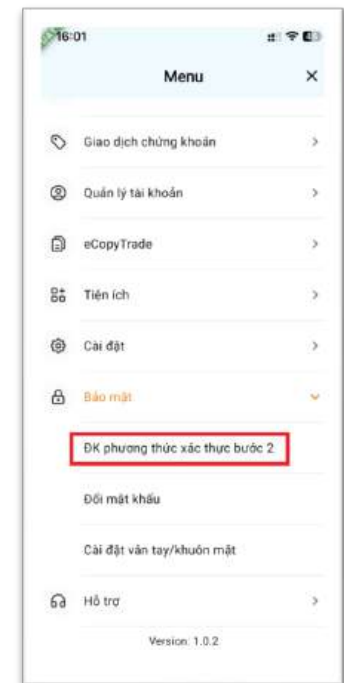 16:01
Menu
Giao dịch chứng khoán
Quản lý tài khoản
eCopyTrade
Tiện ích
Cài đặt
Bảo mật
ĐK phương thức xác thực bước 2
Đổi mật khẩu
Cài đặt vân tay/khuôn mặt
Hỗ trợ
Version: 1.0.2